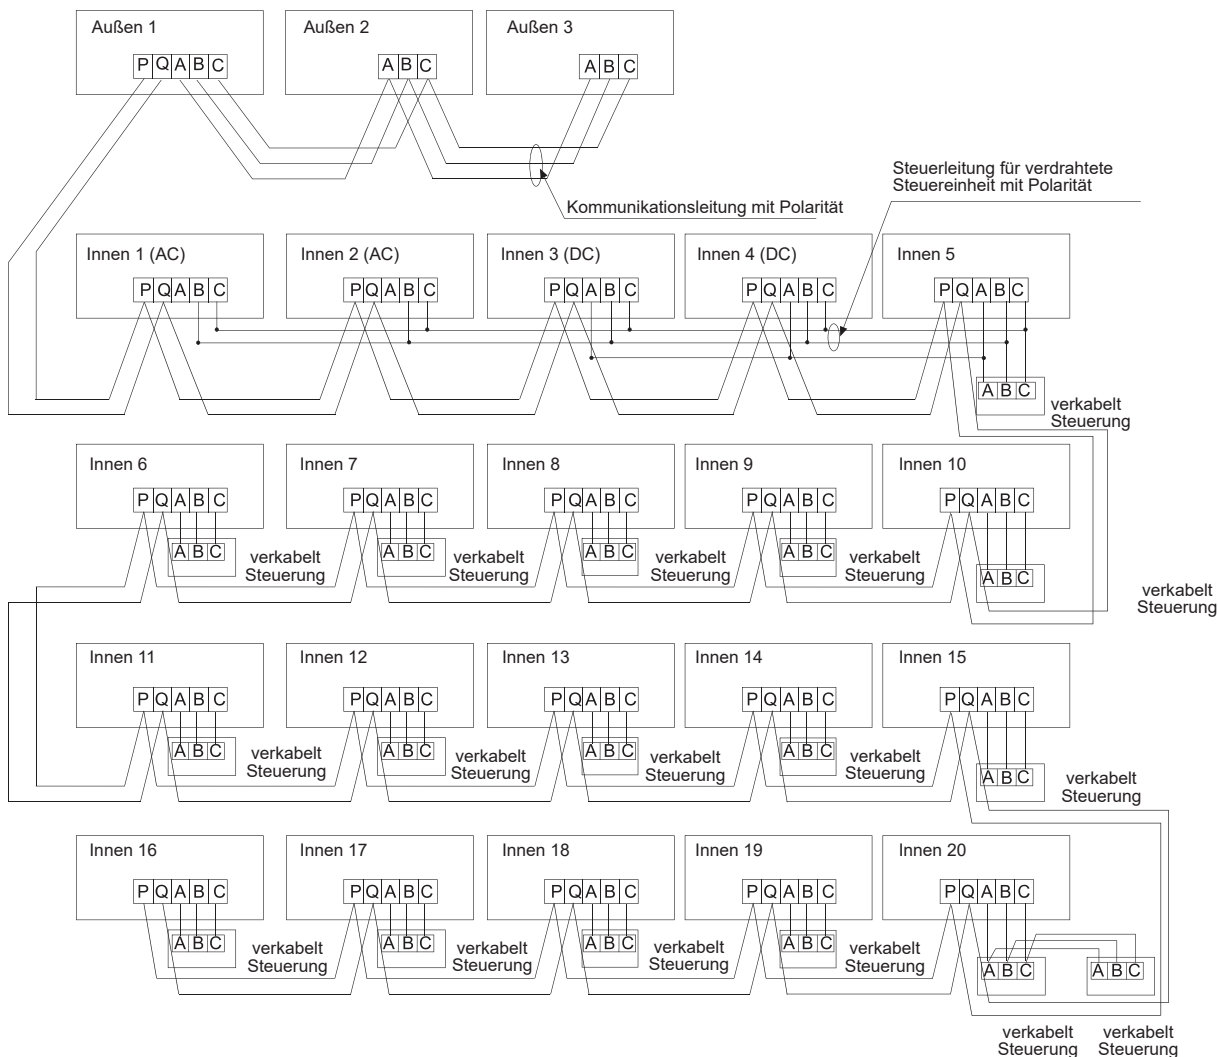 Außen 1
Außen 2
Außen 3
P Q A B C
A B C
A B C
Steuerleitung für verdrahtete
Steuereinheit mit Polarität
Kommunikationsleitung mit Polarität
Innen 1 (AC)
Innen 2 (AC)
Innen 3 (DC)
Innen 4 (DC)
Innen 5
P Q A B C
P Q A B C
P Q A B C
P Q A B C
P Q A B C
A B C
verkabelt
Steuerung
Innen 6
Innen 7
Innen 8
Innen 9
Innen 10
P Q A B C
P Q A B C
P Q A B C
P Q A B C
P Q A B C
A B C
verkabelt
Steuerung
A B C
verkabelt
Steuerung
A B C
verkabelt
Steuerung
A B C
verkabelt
Steuerung
A B C
verkabelt
Steuerung
Innen 11
Innen 12
Innen 13
Innen 14
Innen 15
P Q A B C
P Q A B C
P Q A B C
P Q A B C
P Q A B C
A B C
verkabelt
Steuerung
A B C
verkabelt
Steuerung
A B C
verkabelt
Steuerung
A B C
verkabelt
Steuerung
A B C
verkabelt
Steuerung
Innen 16
Innen 17
Innen 18
Innen 19
Innen 20
P Q A B C
P Q A B C
P Q A B C
P Q A B C
P Q A B C
A B C
verkabelt
Steuerung
A B C
verkabelt
Steuerung
A B C
verkabelt
Steuerung
A B C
verkabelt
Steuerung
A B C
A B C
verkabelt
Steuerung
verkabelt
Steuerung